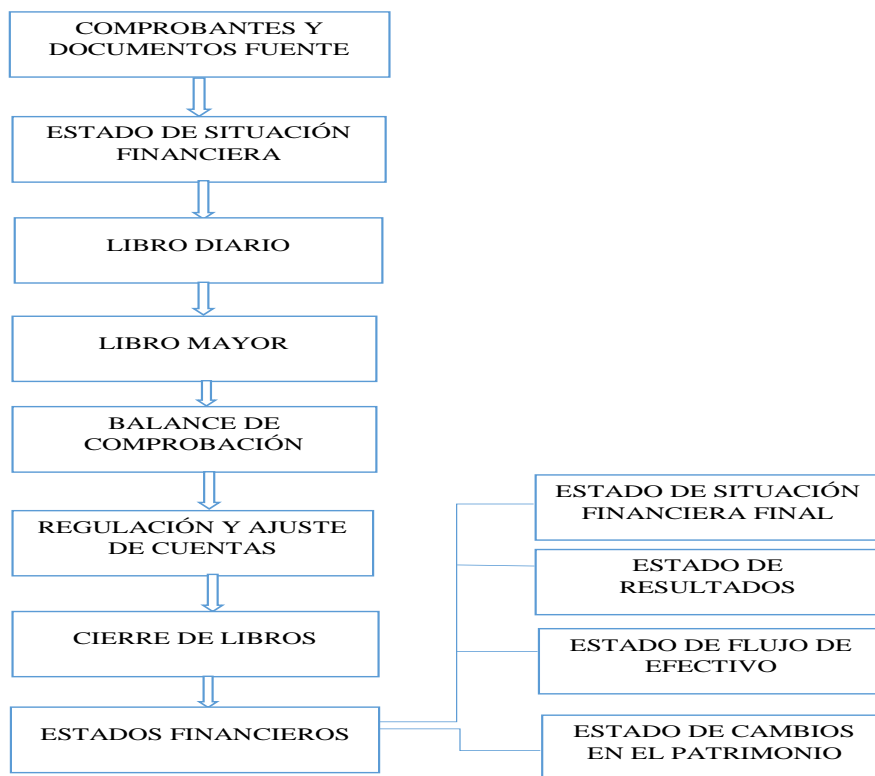 COMPROBANTES Y
DOCUMENTOS FUENTE
ESTADO DE SITUACIÓN
FINANCIERA
LIBRO DIARIO
LIBRO MAYOR
BALANCE DE
COMPROBACIÓN
REGULACIÓN Y AJUSTE
DE CUENTAS
CIERRE DE LIBROS
ESTADOS FINANCIEROS
ESTADO DE SITUACIÓN
FINANCIERA FINAL
ESTADO DE
RESULTADOS
ESTADO DE FLUJO DE
EFECTIVO
ESTADO DE CAMBIOS
EN EL PATRIMONIO